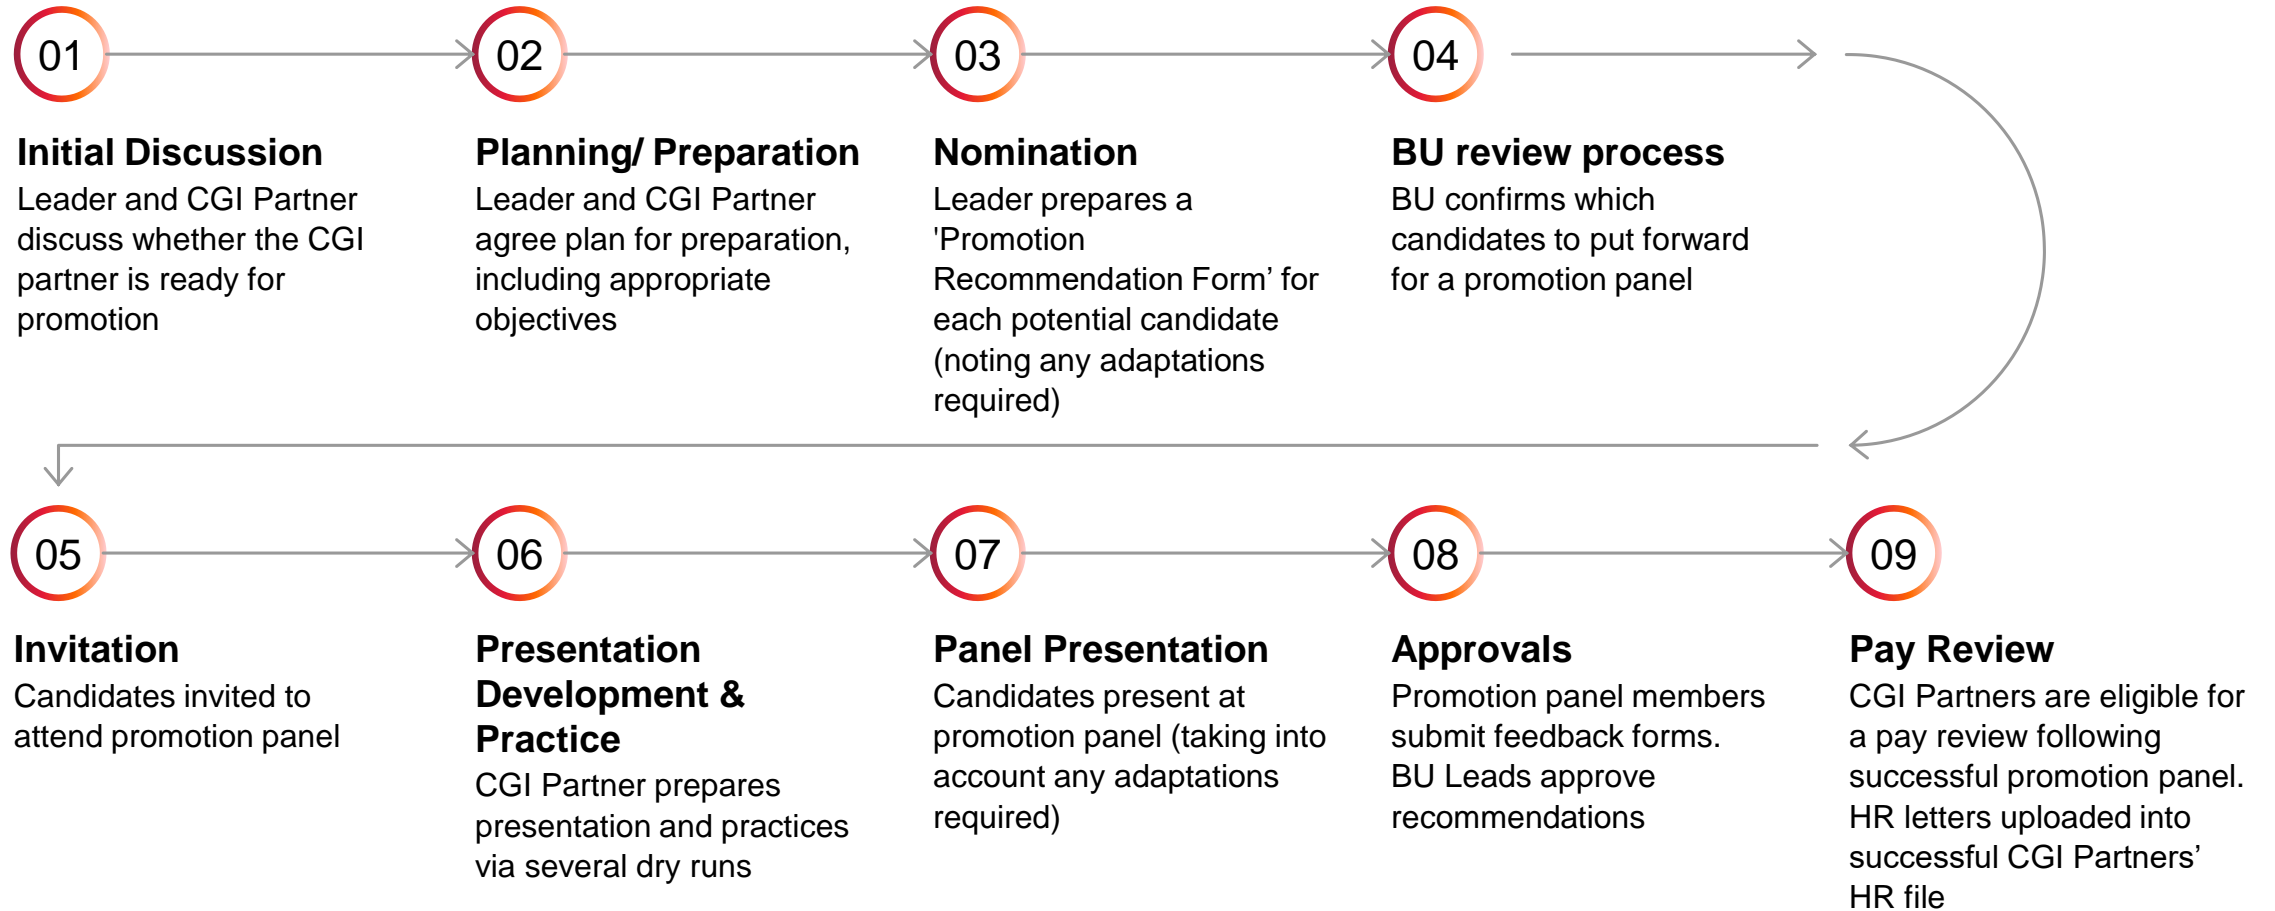 01
02
03
04
Initial Discussion
Leader and CGI Partner
discuss whether the CGI
partner is ready for
promotion
Planning/ Preparation
Leader and CGI Partner
agree plan for preparation,
including appropriate
objectives
Nomination
Leader prepares a
'Promotion
Recommendation Form’ for
each potential candidate
(noting any adaptations
required)
BU review process
BU confirms which
candidates to put forward
for a promotion panel
05
06
07
08
09
Invitation
Candidates invited to
attend promotion panel
Presentation
Development &
Practice
CGI Partner prepares
presentation and practices
via several dry runs
Panel Presentation
Candidates present at
promotion panel (taking into
account any adaptations
required)
Approvals
Promotion panel members
submit feedback forms.
BU Leads approve
recommendations
Pay Review
CGI Partners are eligible for
a pay review following
successful promotion panel.
HR letters uploaded into
successful CGI Partners’
HR file